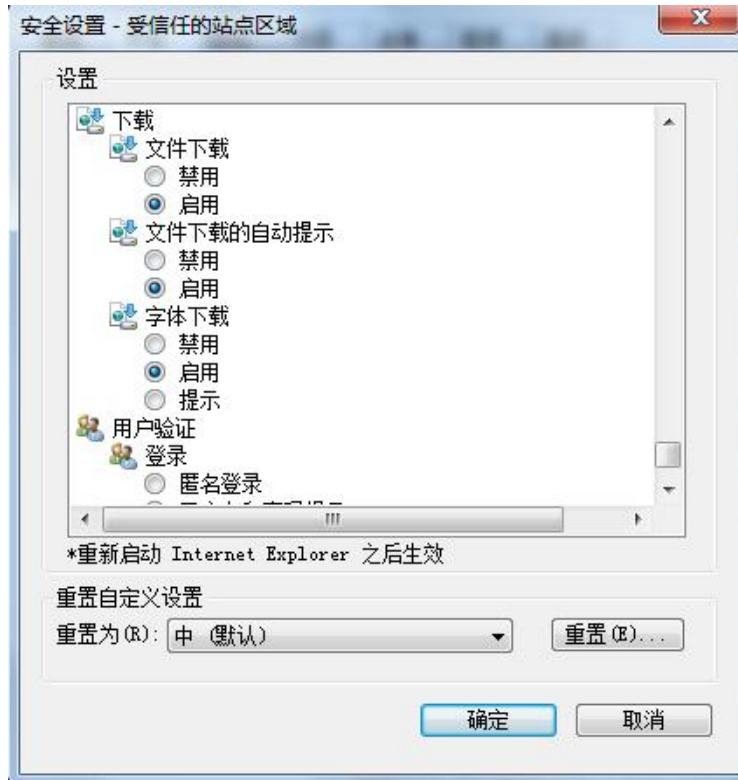 安全设置 - 受信任的站点区域
设置
下载
文件下载
禁用
启用
文件下载的自动提示
禁用
启用
字体下载
禁用
启用
提示
用户验证
登录
匿名登录
*重新启动 Internet Explorer 之后生效
重置自定义设置
重置为(R): 中 (默认) 重置(E)...
确定 取消